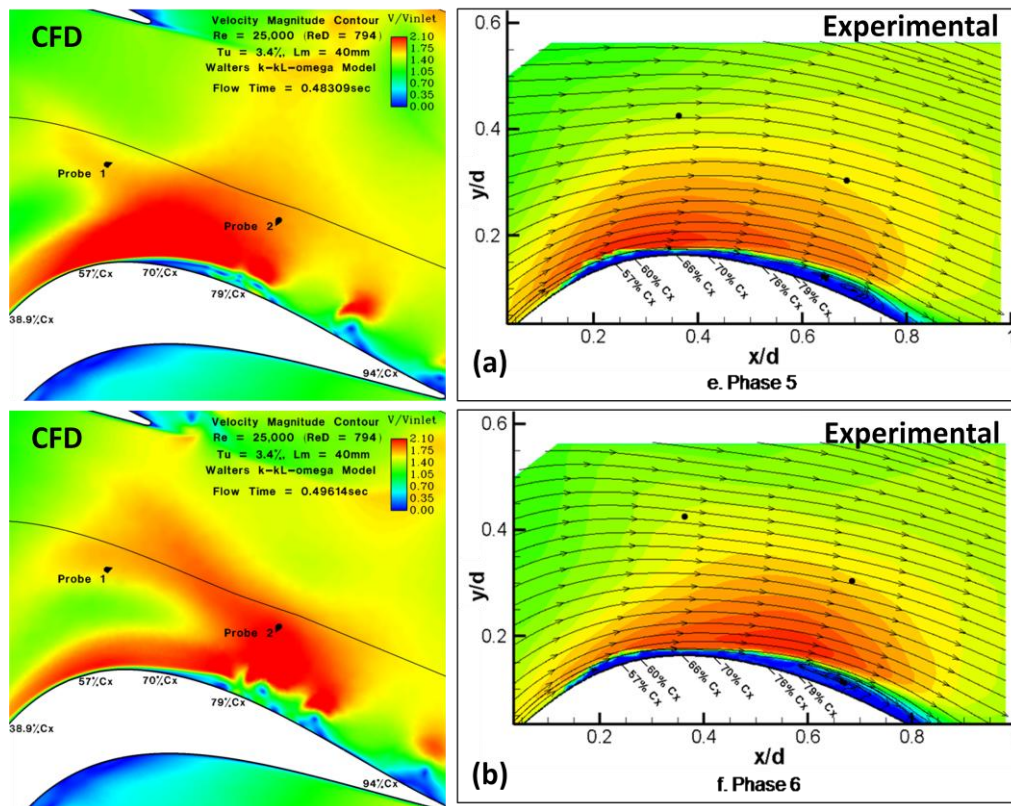 CFD
Velocity Magnitude Contour
V/Vinlet
Re = 25,000 (ReD = 794)
Tu = 3.4%, Lm = 40mm
Walters k-kL-omega Model
Flow Time = 0.48309sec
2.10
1.75
1.40
1.05
0.70
0.35
0.00
Probe 1
Probe 2
38.9%Cx
57%Cx
70%Cx
79%Cx
94%Cx
Experimental
0.6
0.4
0.2
y/d
57% Cx
60% Cx
66% Cx
70% Cx
76% Cx
79% Cx
0.2
0.4
0.6
0.8
1
x/d
(a)
e. Phase 5
CFD
Velocity Magnitude Contour
V/Vinlet
Re = 25,000 (ReD = 794)
Tu = 3.4%, Lm = 40mm
Walters k-kL-omega Model
Flow Time = 0.49614sec
2.10
1.75
1.40
1.05
0.70
0.35
0.00
Probe 1
Probe 2
38.9%Cx
57%Cx
70%Cx
79%Cx
94%Cx
Experimental
0.6
0.4
0.2
y/d
57% Cx
60% Cx
66% Cx
70% Cx
76% Cx
79% Cx
0.2
0.4
0.6
0.8
x/d
(b)
f. Phase 6